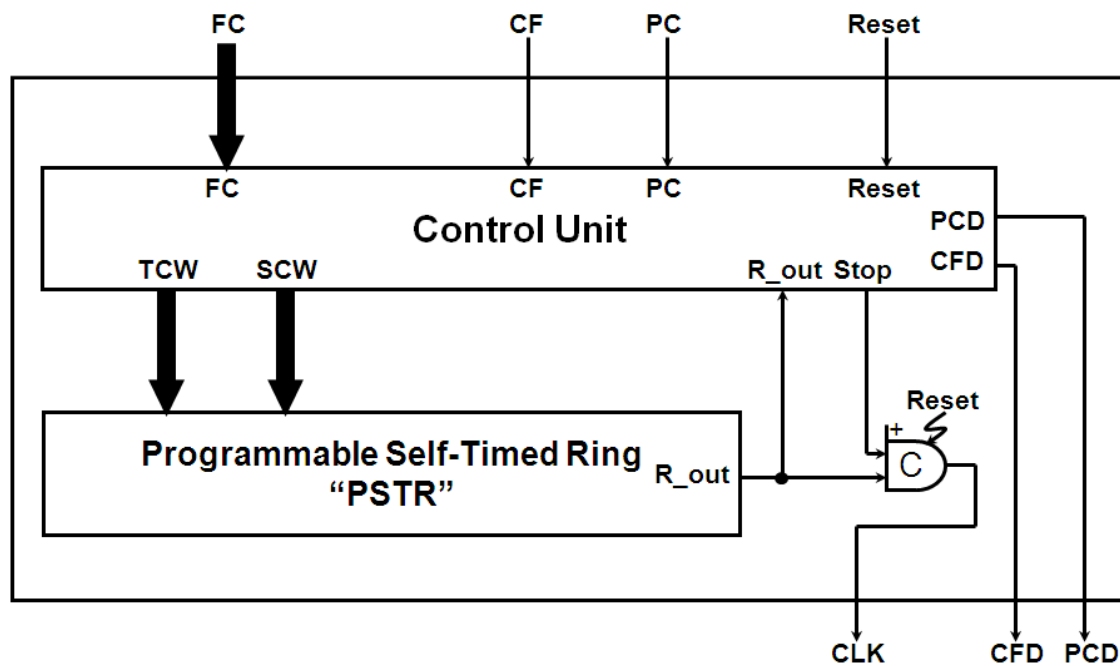 FC CF PC Reset
FC CF PC Reset
Control Unit
PCD
CFD
TCW SCW R_out Stop
Reset
+
C
Programmable Self-Timed Ring
“PSTR”
R_out
CLK CFD PCD